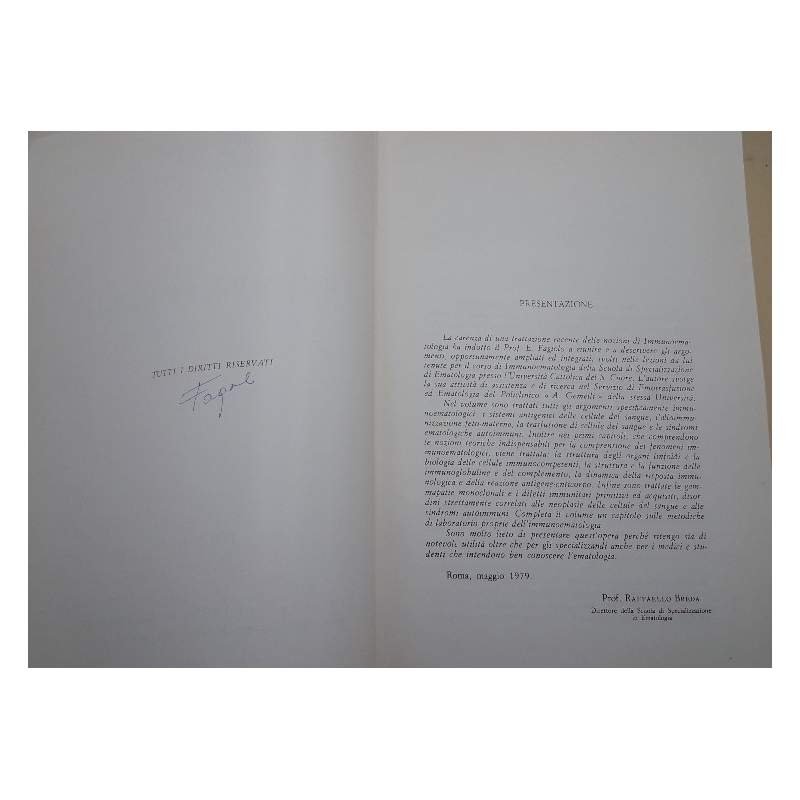 TUTTI I DIRITTI RISERVATI
PRESENTAZIONE
La carenza di una trattazione recente delle nozioni di Immunoema-
tologia ha indotto il Prof. E. Fagiolo a riunire e a descrivere gli argo-
menti, opportunamente ampliati ed integrati, svolti nelle lezioni da lui
tenute per il corso di Immunoematologia della Scuola di Specializzazione
di Ematologia presso l'Università Cattolica del S. Cuore. L'autore svolge
la sua attività di assistenza e di ricerca nel Servizio di Emotrasfusione
ed Ematologia del Policlinico « A. Gemelli » della stessa Università.
Nel volume sono trattati tutti gli argomenti specificamente immu-
noematologici: i sistemi antigenici delle cellule del sangue, l'alloimmu-
nizzazione feto-materna, la trasfusione di cellule del sangue e le sindromi
ematologiche autoimmuni. Inoltre nei primi capitoli, che comprendono
le nozioni teoriche indispensabili per la comprensione dei fenomeni im-
munoematologici, viene trattata: la struttura degli organi linfoidi e la
biologia delle cellule immunocompetenti, la struttura e la funzione delle
immunoglobuline e del complemento, la dinamica della risposta immu-
nologica e della reazione antigene-anticorpo. Infine sono trattate le gam-
mapatie monoclonali e i difetti immunitari primitivi ed acquisiti, disor-
dini strettamente correlati alle neoplasie delle cellule del sangue e alle
sindromi autoimmuni. Completa il volume un capitolo sulle metodiche
di laboratorio proprie dell'immunoematologia.
Sono molto lieto di presentare quest'opera perché ritengo sia di
notevole utilità oltre che per gli specializzandi anche per i medici e stu-
denti che intendono ben conoscere l'ematologia.
Roma, maggio 1979.
Prof. RAFFAELLO BREDA
Direttore della Scuola di Specializzazione
in Ematologia